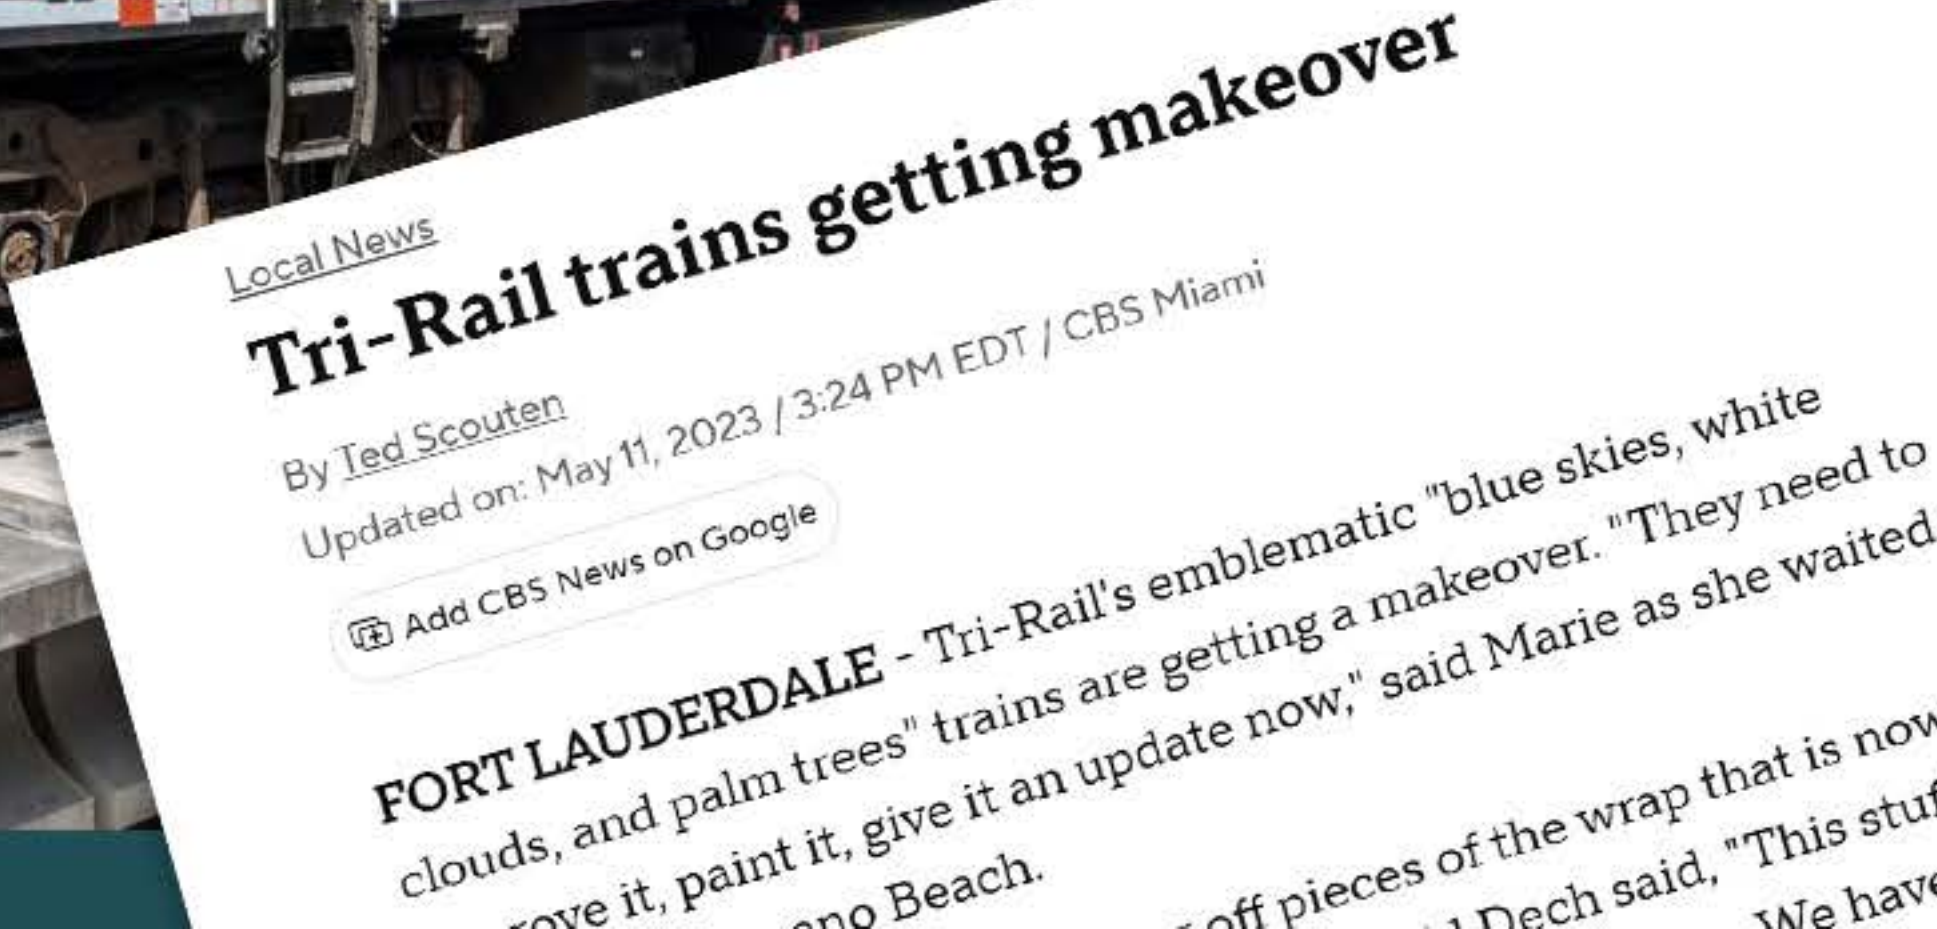 Local News
Tri-Rail trains getting makeover
By Ted Scouten
Updated on: May 11, 2023 / 3:24 PM EDT / CBS Miami
Add CBS News on Google
FORT LAUDERDALE - Tri-Rail's emblematic "blue skies, white
clouds, and palm trees" trains are getting a makeover. "They need to
it, paint it, give it an update now," said Marie as she waited
Beach.
off pieces of the wrap that is now
Dech said, "This
We have